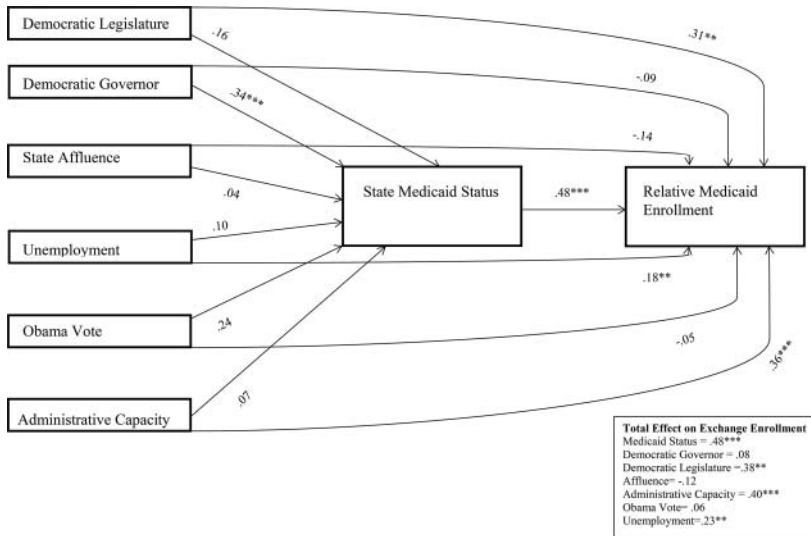 Democratic Legislature
.16
.31**
Democratic Governor
.34***
-.09
State Affluence
.04
-.14
State Medicaid Status
.48***
Relative Medicaid
Enrollment
Unemployment
.10
.18**
Obama Vote
.24
-.05
Administrative Capacity
.07
.36***
Total Effect on Exchange Enrollment
Medicaid Status = .48***
Democratic Governor = .08
Democratic Legislature =.38**
Affluence= -.12
Administrative Capacity = .40***
Obama Vote= .06
Unemployment=.23**